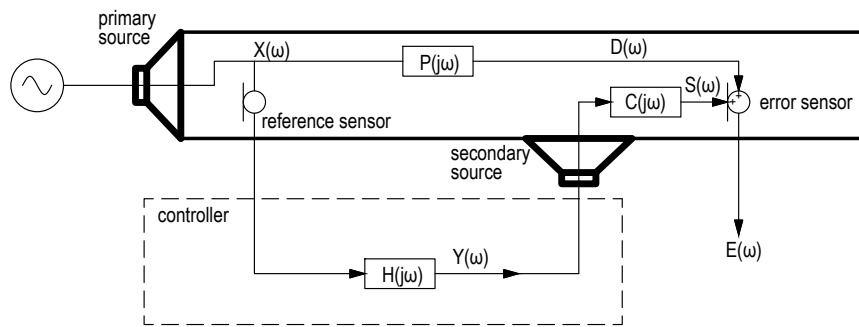 primary
source
X(ω)
P(jω)
D(ω)
S(ω)
C(jω)
error sensor
reference sensor
secondary
source
controller
H(jω)
Y(ω)
E(ω)
+
+